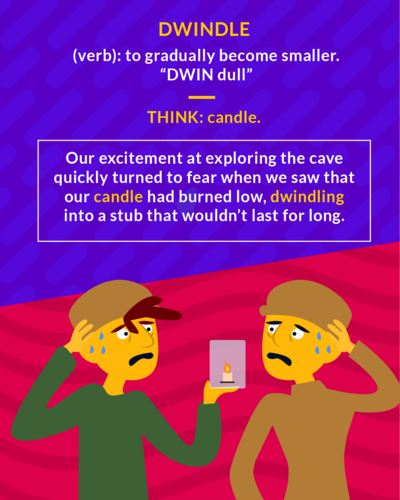 DWINDLE
(verb): to gradually become smaller.
“DWIN dull”
THINK: candle.
Our excitement at exploring the cave
quickly turned to fear when we saw that
our candle had burned low, dwindling
into a stub that wouldn’t last for long.